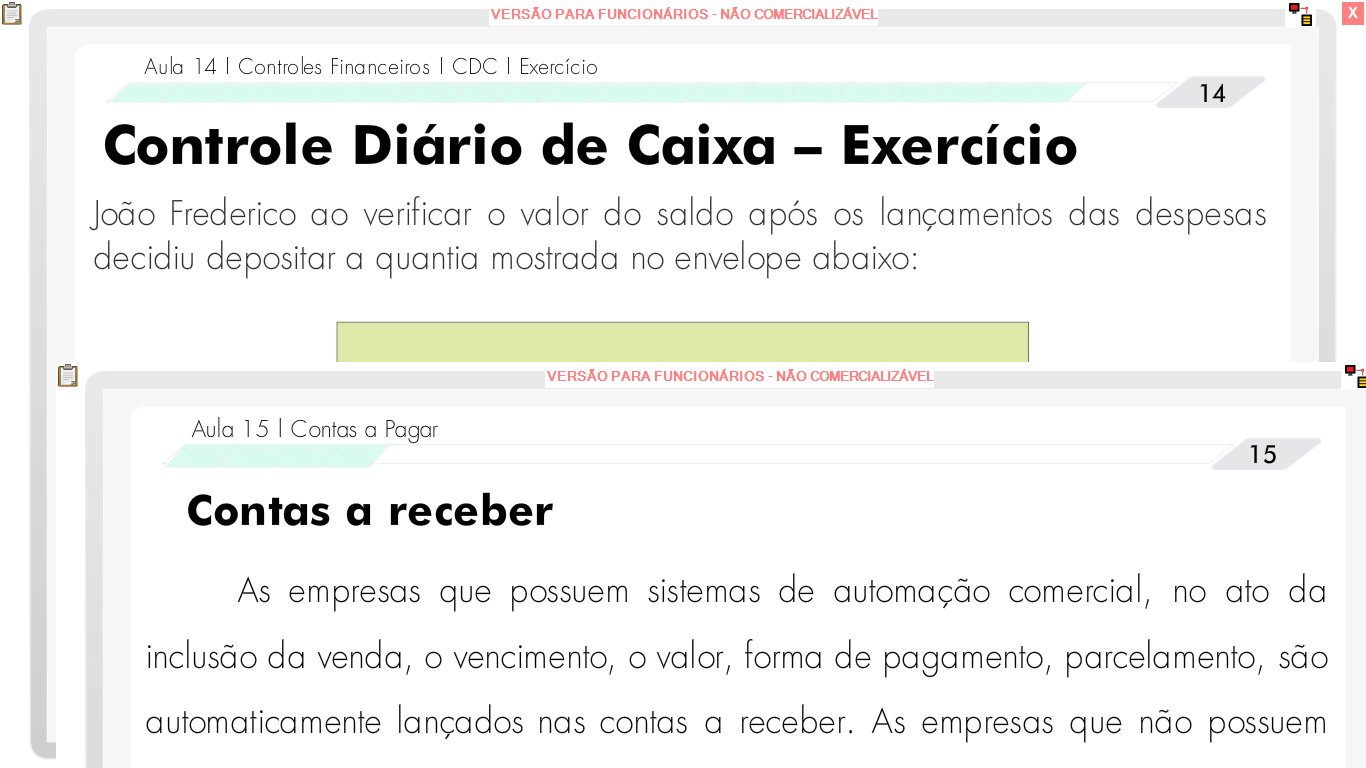 VERSÃO PARA FUNCIONÁRIOS - NÃO COMERCIALIZÁVEL
X
Aula 14 | Controles Financeiros | CDC | Exercício
14
Controle Diário de Caixa – Exercício
João Frederico ao verificar o valor do saldo após os lançamentos das despesas
decidiu depositar a quantia mostrada no envelope abaixo:
VERSÃO PARA FUNCIONÁRIOS - NÃO COMERCIALIZÁVEL
Aula 15 | Contas a Pagar
15
Contas a receber
As empresas que possuem sistemas de automação comercial, no ato da
inclusão da venda, o vencimento, o valor, forma de pagamento, parcelamento, são
automaticamente lançados nas contas a receber. As empresas que não possuem